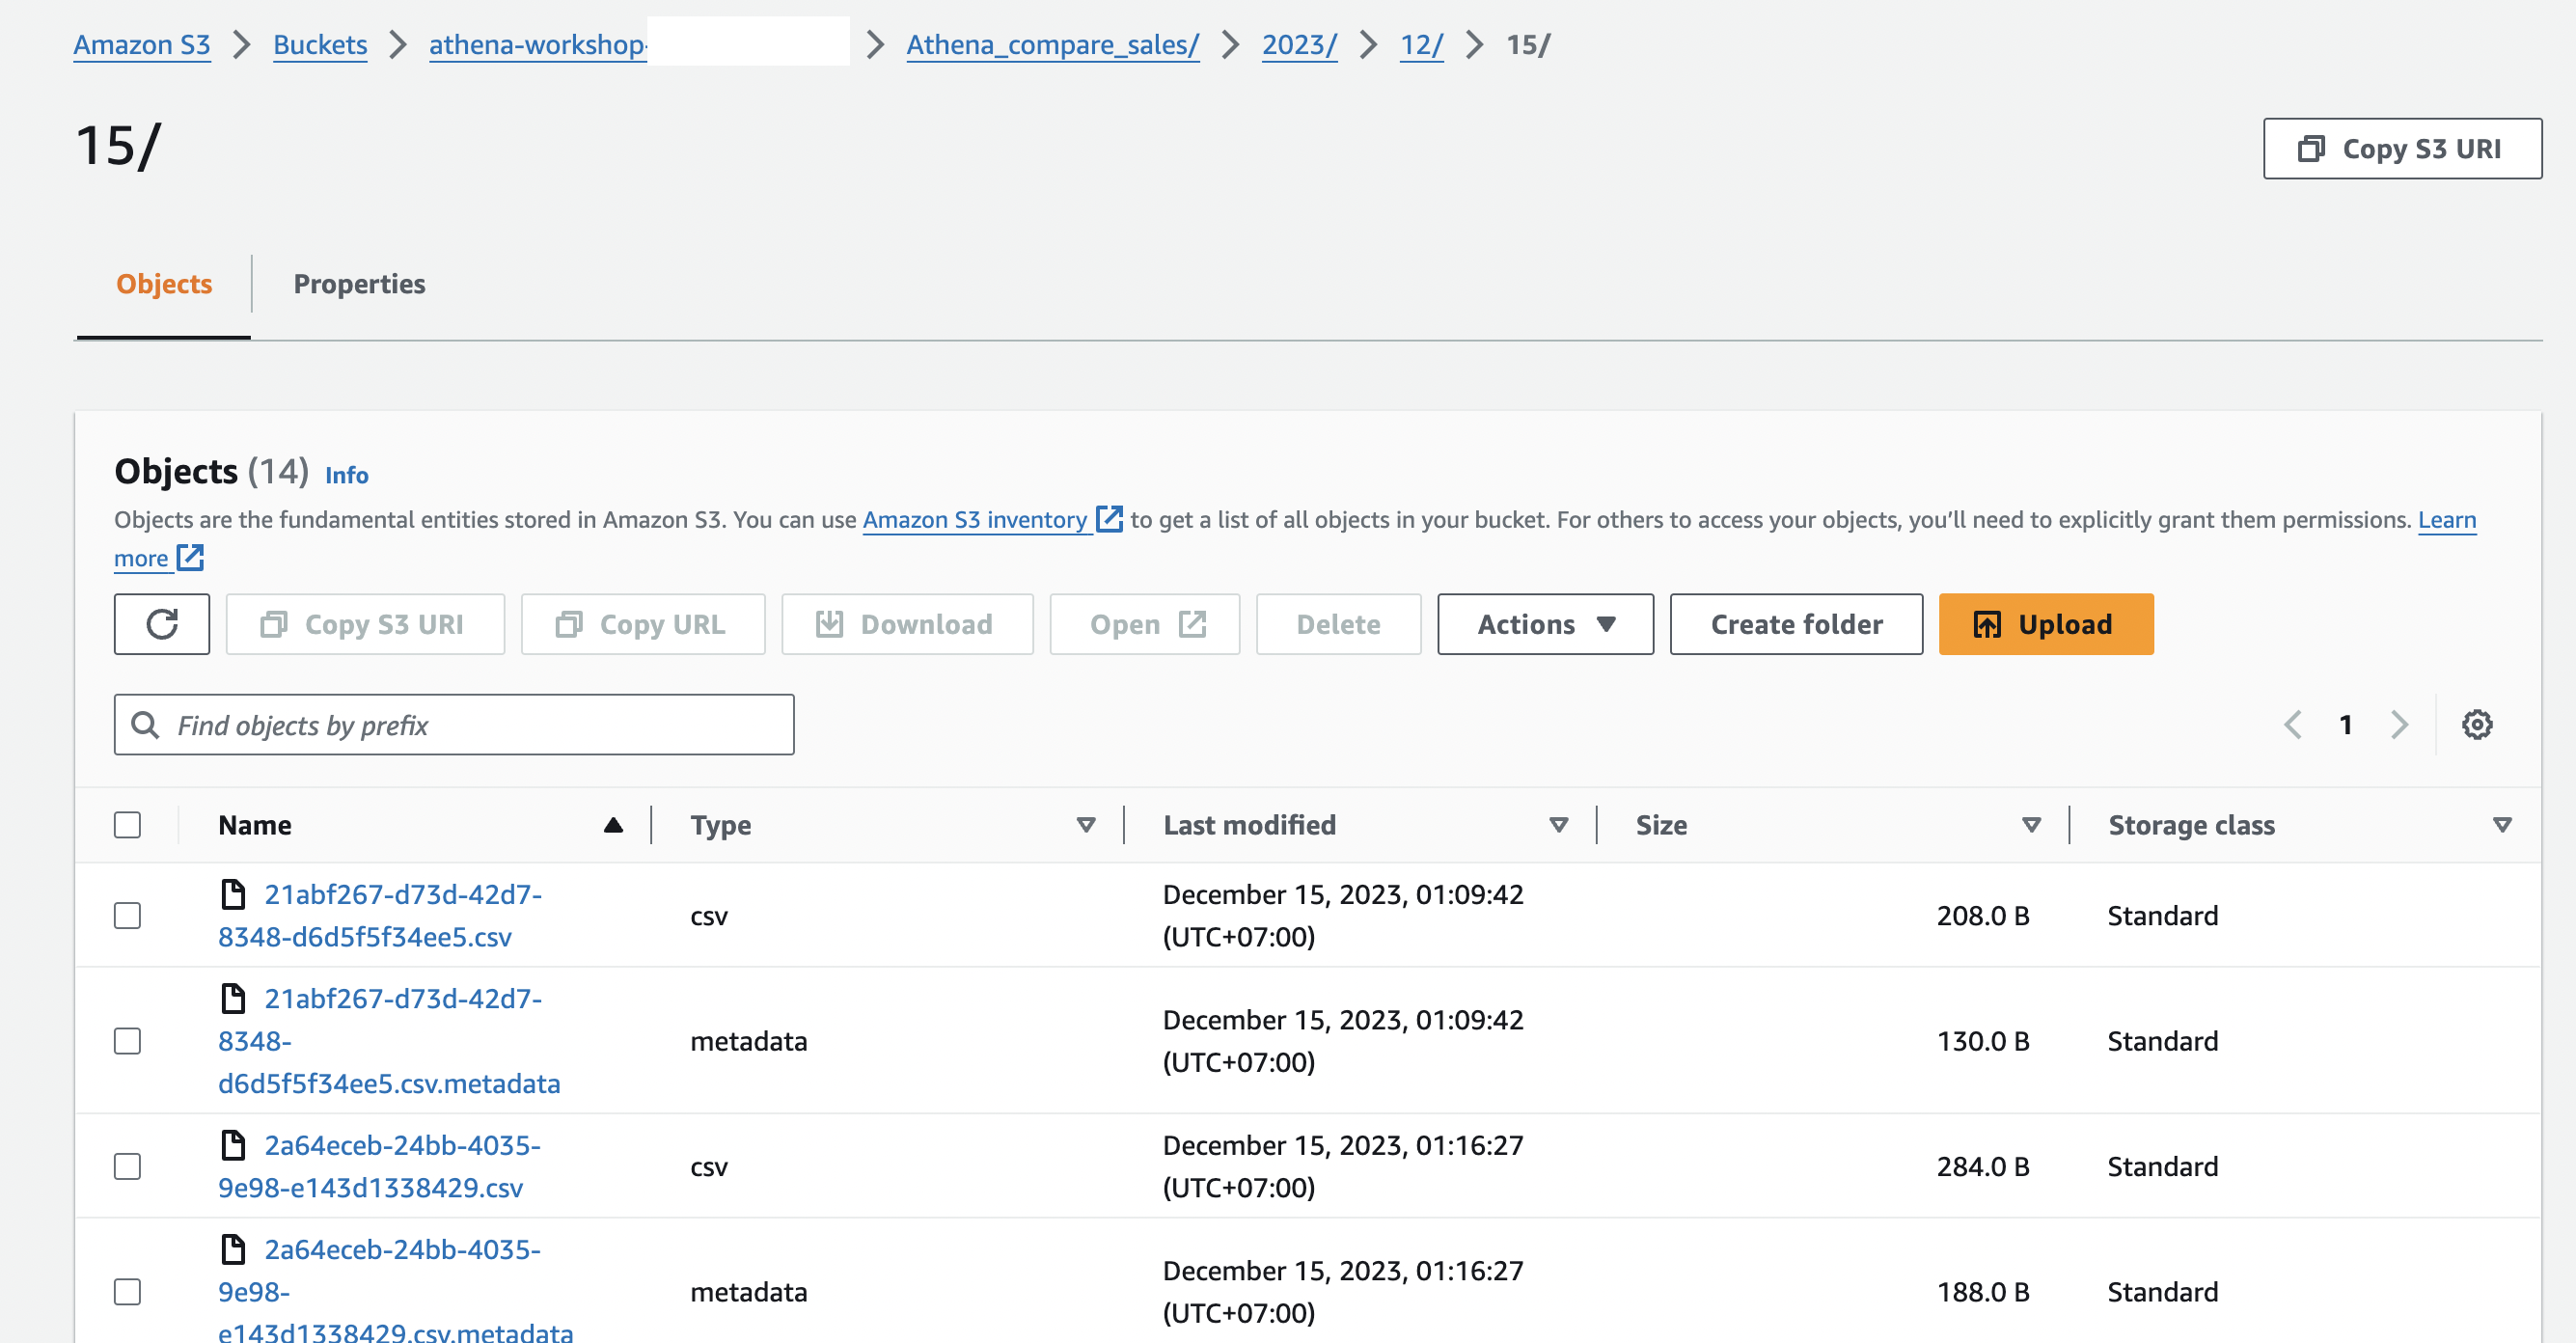 Amazon S3 > Buckets > athena-workshop- > Athena_compare_sales/ > 2023/ > 12/ > 15/
15/
Copy S3 URI
Objects Properties
Objects (14) Info
Objects are the fundamental entities stored in Amazon S3. You can use Amazon S3 inventory to get a list of all objects in your bucket. For others to access your objects, you’ll need to explicitly grant them permissions. Learn
more
Copy S3 URI Copy URL Download Open Delete Actions Create folder Upload
Find objects by prefix 1
Name Type Last modified Size Storage class
21abf267-d73d-42d7-
8348-d6d5f5f34ee5.csv
csv
December 15, 2023, 01:09:42
(UTC+07:00)
208.0 B
Standard
21abf267-d73d-42d7-
8348-
d6d5f5f34ee5.csv.metadata
metadata
December 15, 2023, 01:09:42
(UTC+07:00)
130.0 B
Standard
2a64eceb-24bb-4035-
9e98-e143d1338429.csv
csv
December 15, 2023, 01:16:27
(UTC+07:00)
284.0 B
Standard
2a64eceb-24bb-4035-
9e98-
e143d1338429.csv.metadata
metadata
December 15, 2023, 01:16:27
(UTC+07:00)
188.0 B
Standard